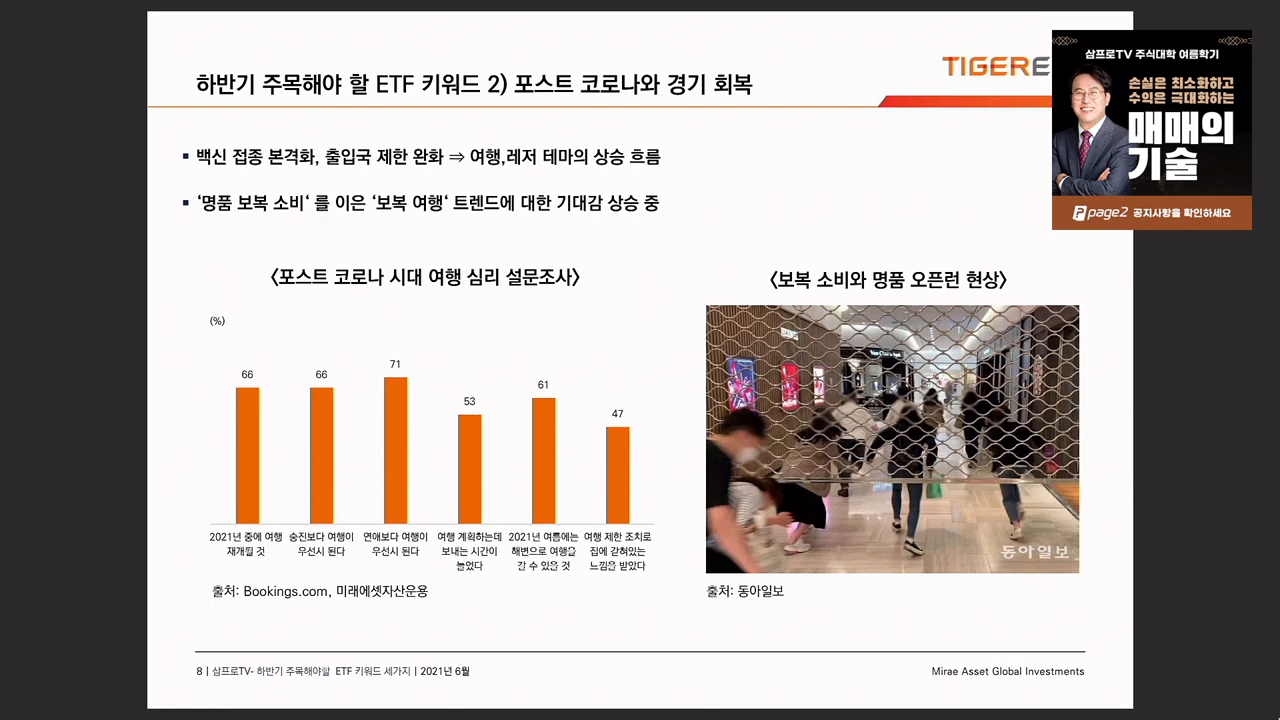 하반기 주목해야 할 ETF 키워드 2) 포스트 코로나와 경기 회복
TIGERE
삼프로TV 주식대학 여름학기
손실은 최소화하고
수익은 극대화하는
매매의
기술
page2 공지사항을 확인하세요
▪ 백신 접종 본격화, 출입국 제한 완화 ⇒ 여행,레저 테마의 상승 흐름
▪ ‘명품 보복 소비‘ 를 이은 ‘보복 여행‘ 트렌드에 대한 기대감 상승 중
<포스트 코로나 시대 여행 심리 설문조사>
(%)
66
66
71
53
61
47
2021년 중에 여행
재개될 것
승진보다 여행이
우선시 된다
연애보다 여행이
우선시 된다
여행 계획하는데
보내는 시간이
늘었다
2021년 여름에는
해변으로 여행을
갈 수 있을 것
여행 제한 조치로
집에 갇혀있는
느낌을 받았다
출처: Bookings.com, 미래에셋자산운용
<보복 소비와 명품 오픈런 현상>
동아일보
출처: 동아일보
8 | 삼프로TV- 하반기 주목해야할 ETF 키워드 세가지 | 2021년 6월
Mirae Asset Global Investments